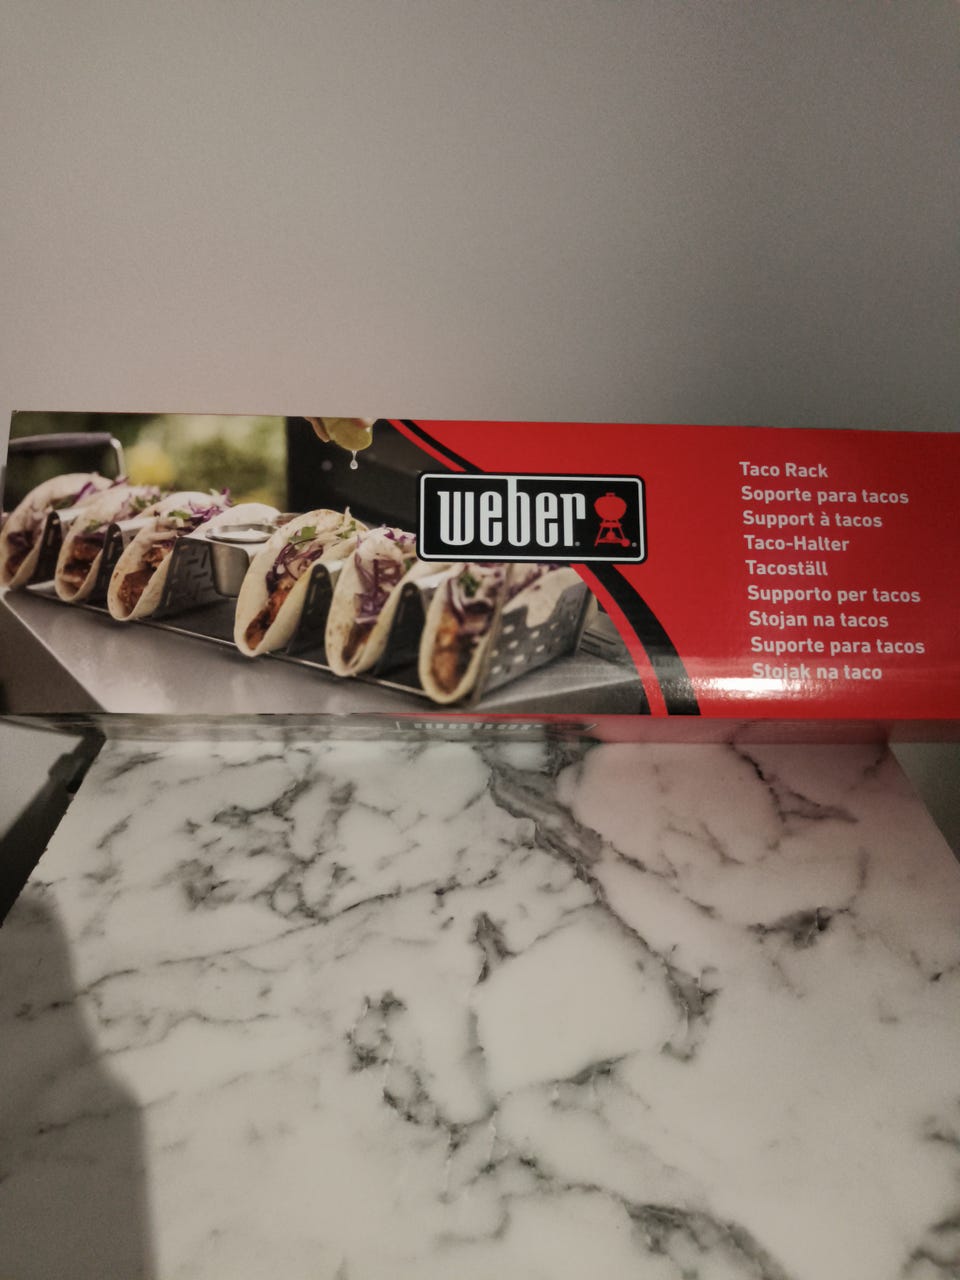 weber
Taco Rack
Soporte para tacos
Support à tacos
Taco-Halter
Tacoställ
Supporto per tacos
Stojan na tacos
Suporte para tacos
Stojak na taco